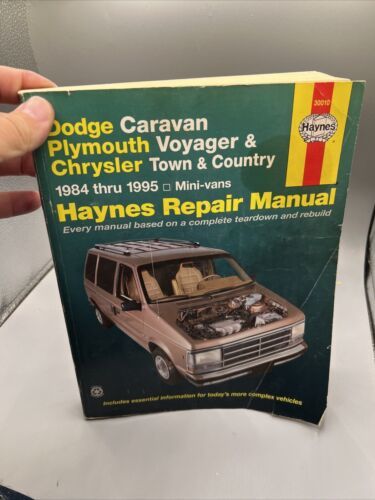 30010
Haynes
Dodge Caravan
Plymouth Voyager &
Chrysler Town & Country
1984 thru 1995 □ Mini-vans
Haynes Repair Manual
Every manual based on a complete teardown and rebuild
Includes essential information for today's more complex vehicles